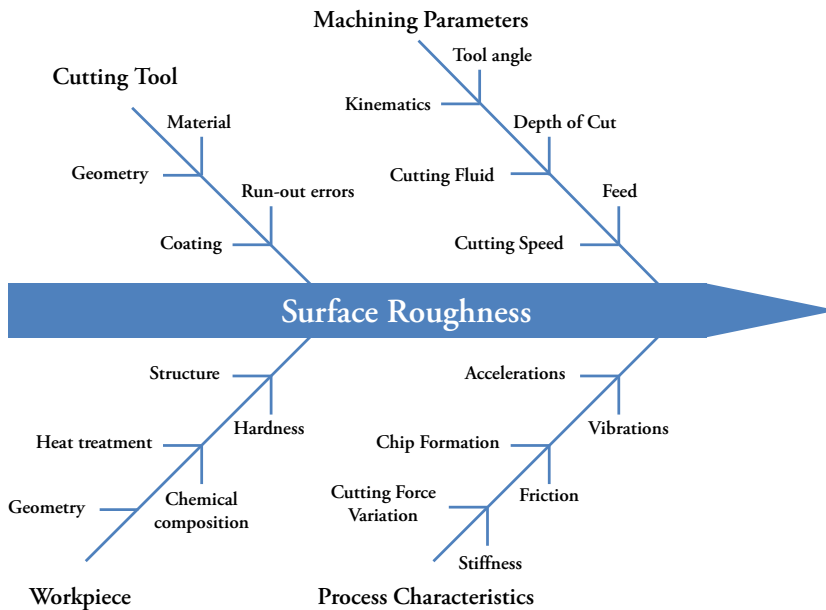 Machining Parameters
Cutting Tool
Tool angle
Kinematics
Material
Depth of Cut
Geometry
Cutting Fluid
Run-out errors
Feed
Coating
Cutting Speed
Surface Roughness
Structure
Accelerations
Hardness
Vibrations
Heat treatment
Chip Formation
Geometry
Chemical
composition
Cutting Force
Variation
Friction
Stiffness
Workpiece
Process Characteristics